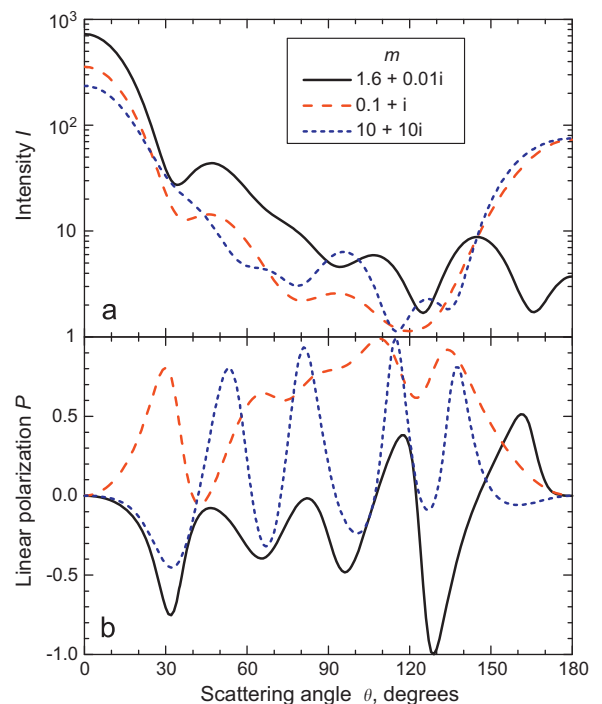 10³
10²
10
1
Intensity I
a
m
1.6 + 0.01i
0.1 + i
10 + 10i
1
0.5
0.0
-0.5
-1.0
Linear polarization P
b
0 30 60 90 120 150 180
Scattering angle θ, degrees